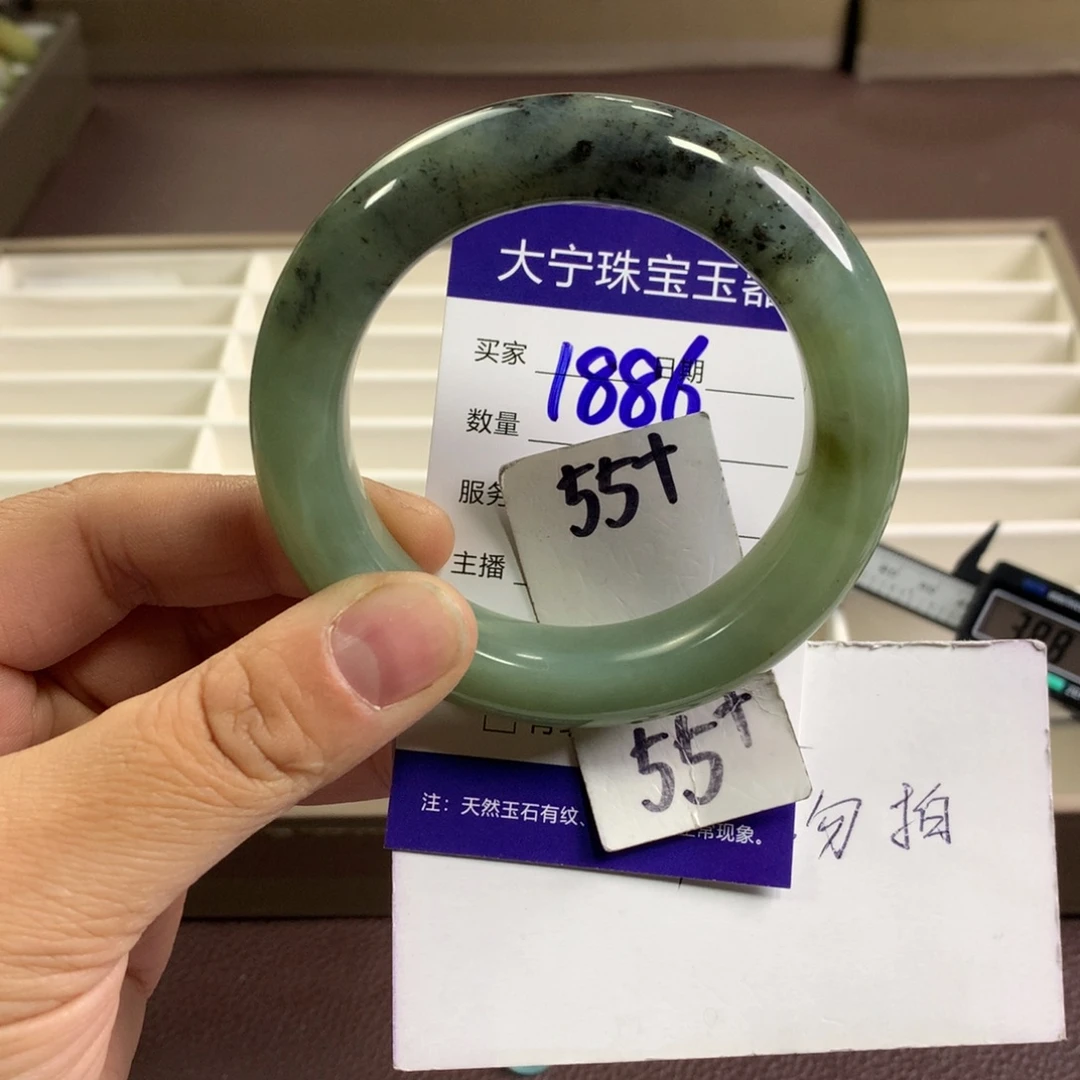 大宁珠宝玉器
买家 1886 日期
数量
服务
55+
主播
55+
注：天然玉石有纹、正常现象。
勿拍